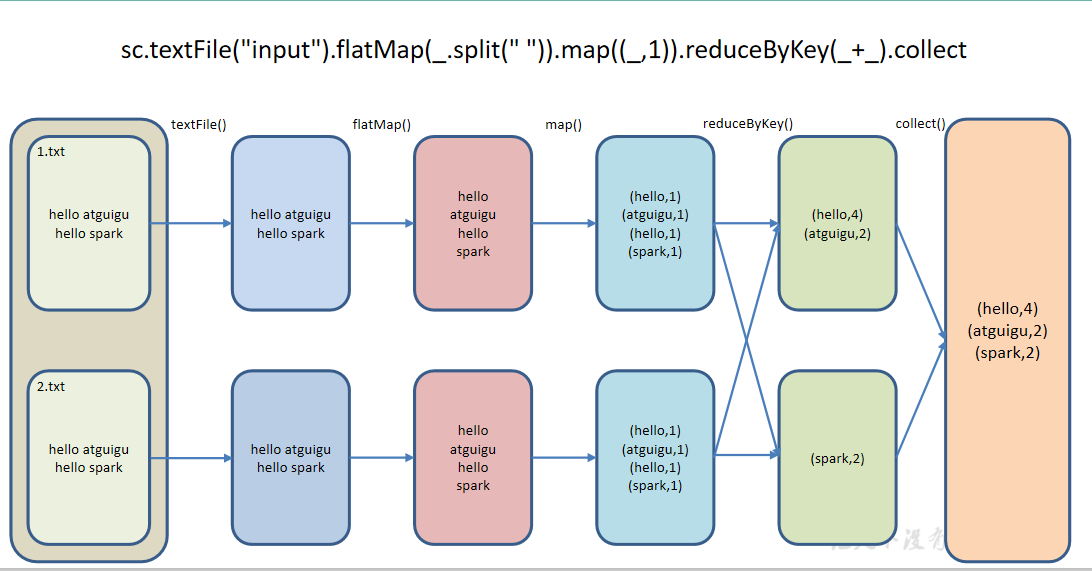 sc.textFile("input").flatMap(_.split(" ")).map((_,1)).reduceByKey(_+_).collect
textFile()
flatMap()
map()
reduceByKey()
collect()
1.txt
hello atguigu
hello spark
hello atguigu
hello spark
hello
atguigu
hello
spark
(hello,1)
(atguigu,1)
(hello,1)
(spark,1)
(hello,4)
(atguigu,2)
(hello,4)
(atguigu,2)
(spark,2)
2.txt
hello atguigu
hello spark
hello atguigu
hello spark
hello
atguigu
hello
spark
(hello,1)
(atguigu,1)
(hello,1)
(spark,1)
(spark,2)